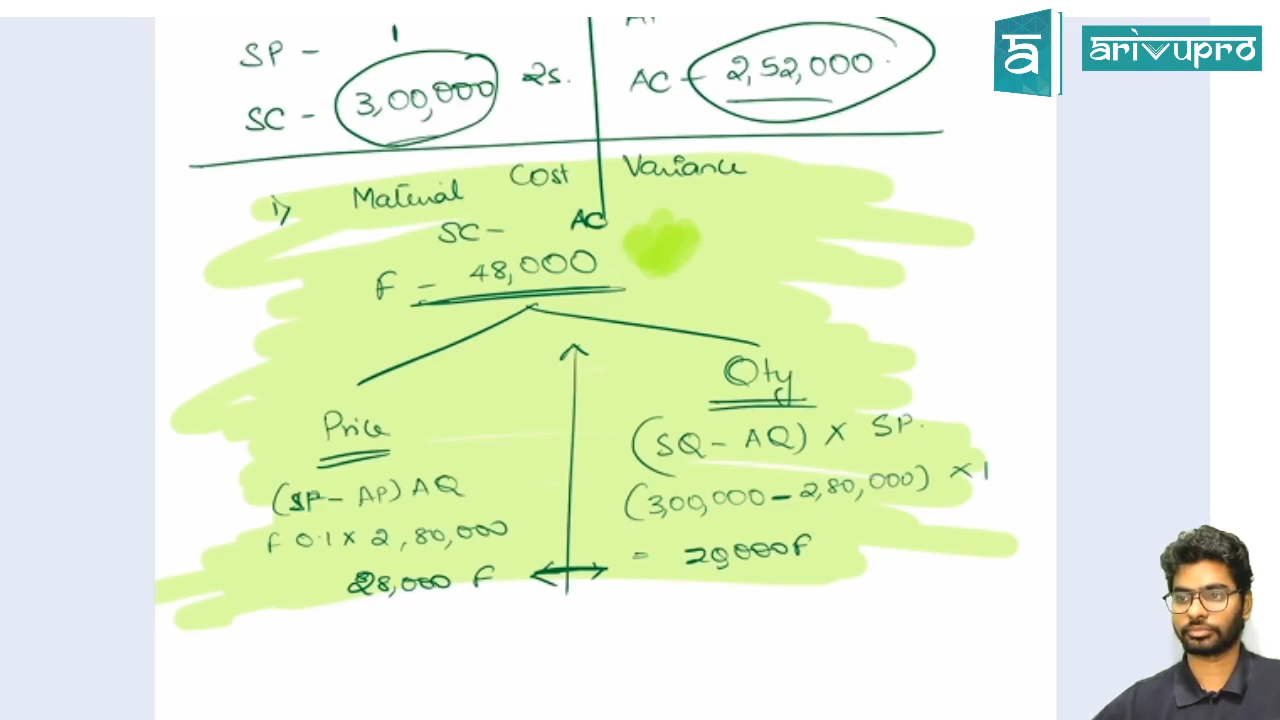 SP - 1
SC - 3,00,000 Rs.
AC - 2,52,000
ā arivupro
1) Material Cost Variance
SC - AC
F - 48,000
Price
(SP - AP) AQ
F 0.1 x 2,80,000
28,000 F
Qty
(SQ - AQ) x SP.
(3,00,000 - 2,80,000) x 1
= 20,000 F